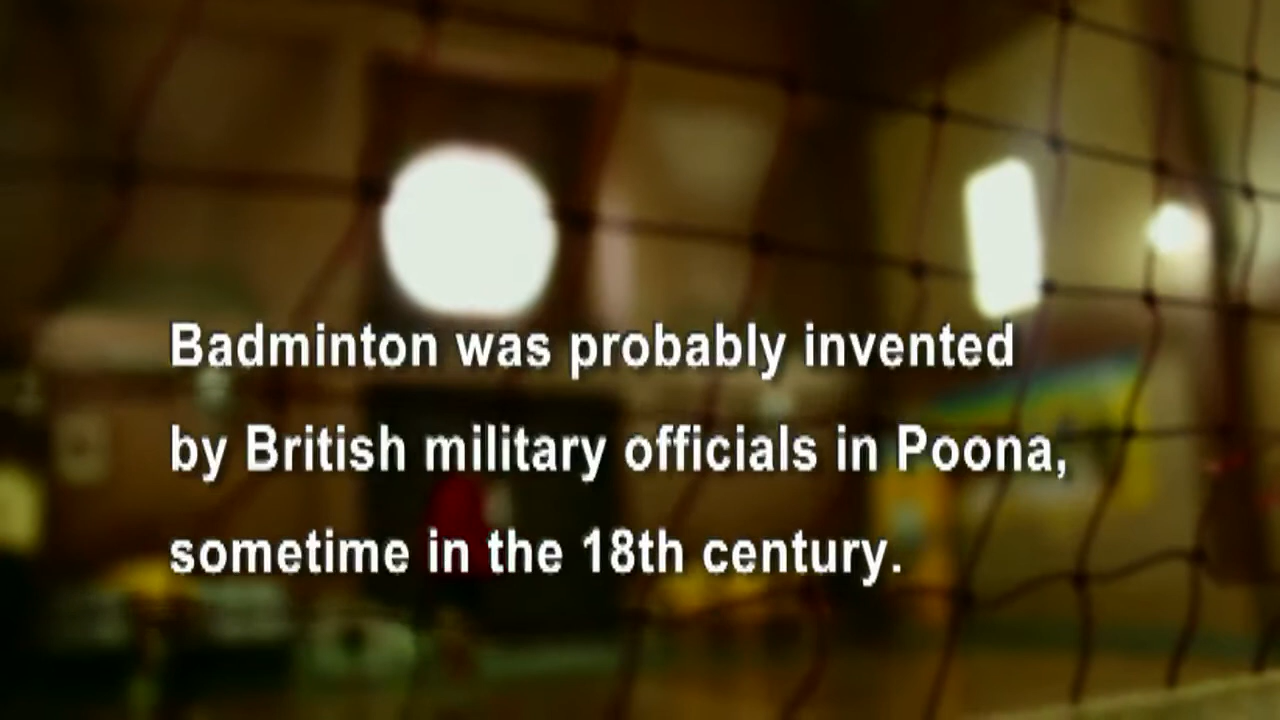 Badminton was probably invented
by British military officials in Poona,
sometime in the 18th century.